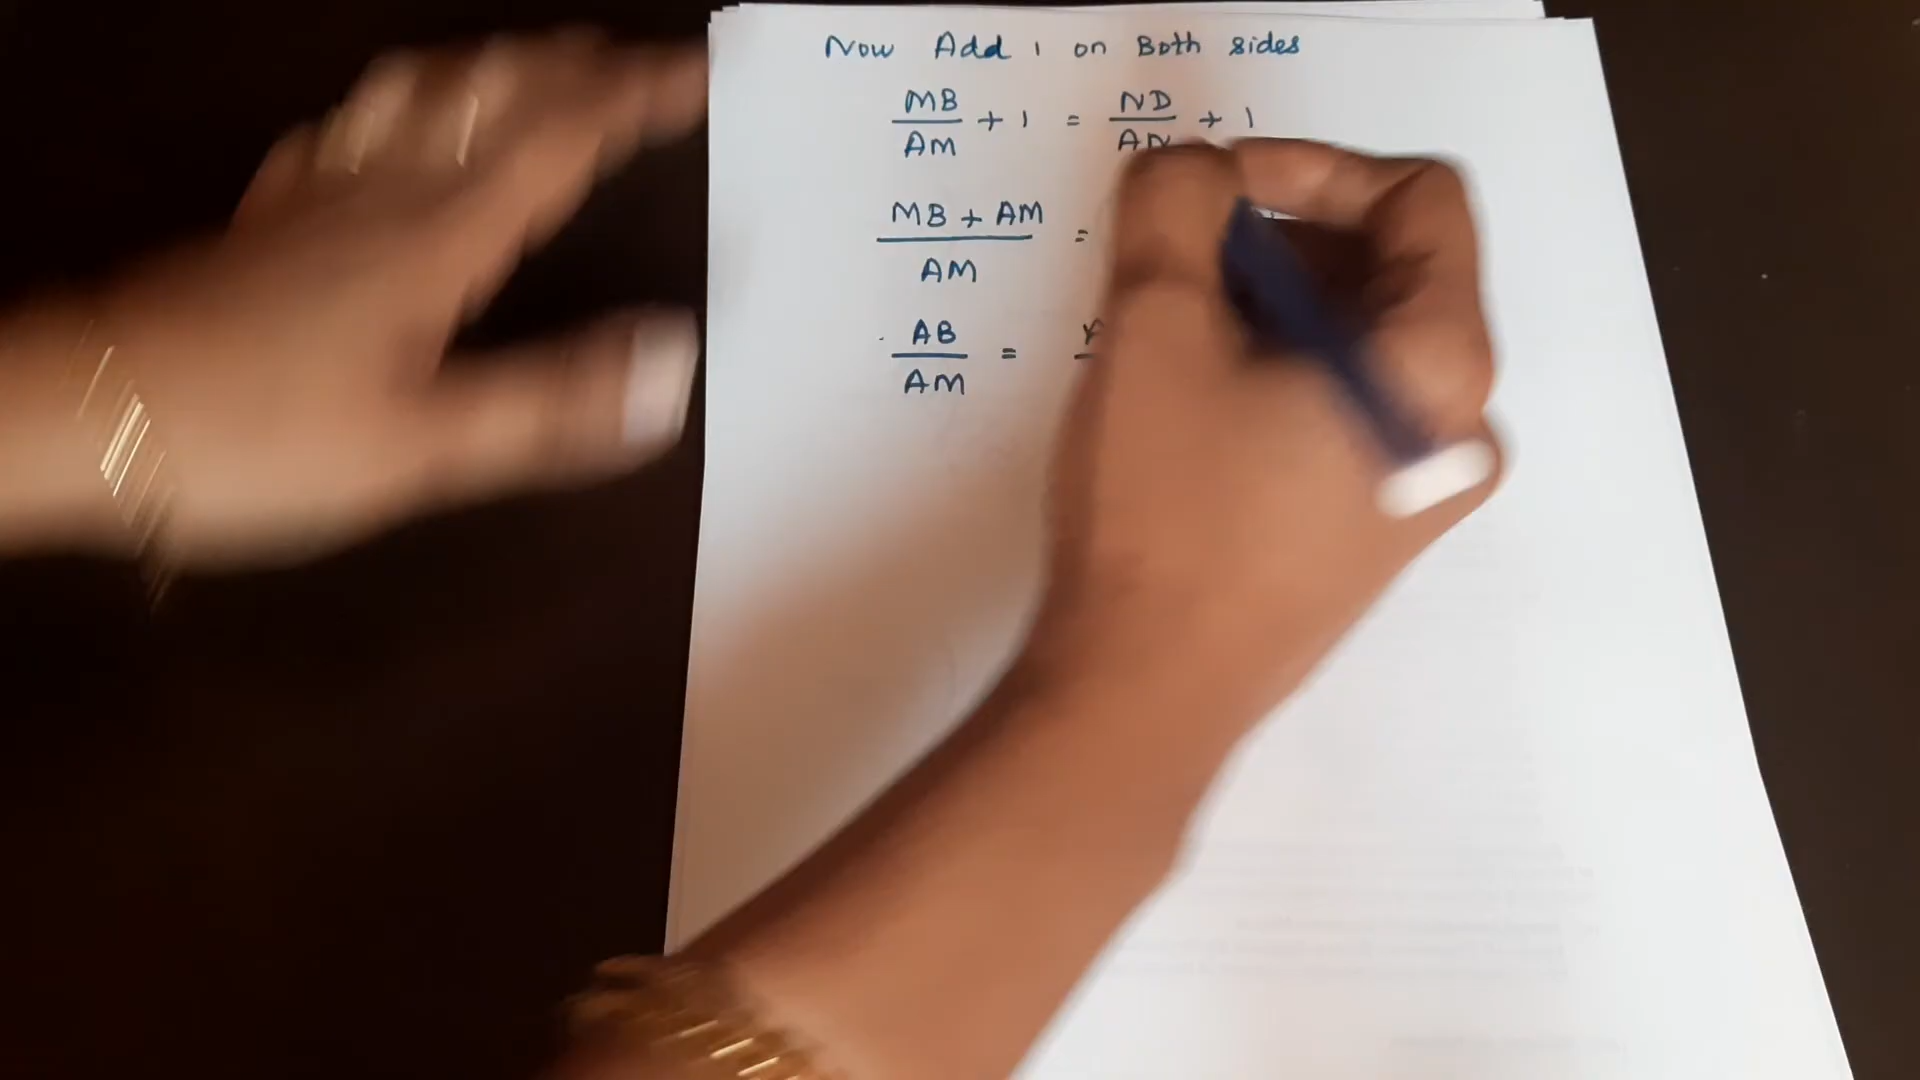 Now Add 1 on Both sides
MB/AM + 1 = ND/AN + 1
MB + AM/AM =
AB/AM =